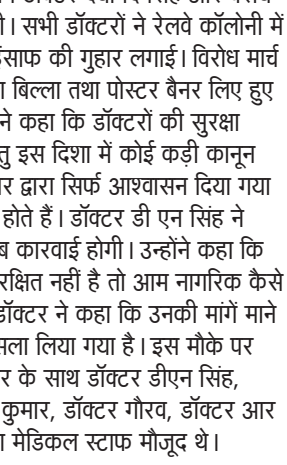 ी। सभी डॉक्टरों ने रेलवे कॉलोनी में
ंसाफ की गुहार लगाई। विरोध मार्च
बिल्ला तथा पोस्टर बैनर लिए हुए
ने कहा कि डॉक्टरों की सुरक्षा
तु इस दिशा में कोई कड़ी कानून
र द्वारा सिर्फ आश्वासन दिया गया
होते हैं। डॉक्टर डी एन सिंह ने
ब कारवाई होगी। उन्होंने कहा कि
रक्षित नहीं है तो आम नागरिक कैसे
डॉक्टर ने कहा कि उनकी मांगें माने
सला लिया गया है। इस मौके पर
र के साथ डॉक्टर डीएन सिंह,
कुमार, डॉक्टर गौरव, डॉक्टर आर
मेडिकल स्टाफ मौजूद थे।